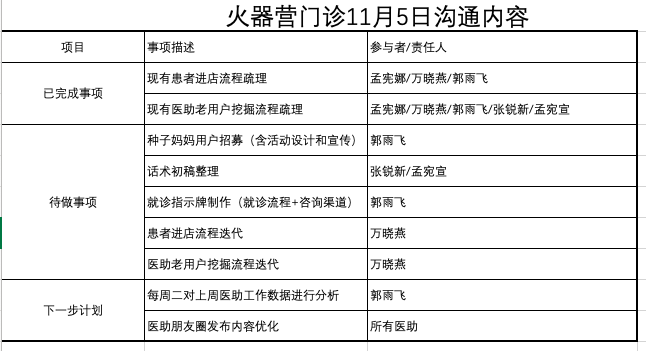 火器营门诊11月5日沟通内容
项目 事项描述 参与者/责任人
已完成事项 现有患者进店流程疏理 孟宪娜/万晓燕/郭雨飞
现有医助老用户挖掘流程疏理 孟宪娜/万晓燕/郭雨飞/张锐新/孟宛宣
待做事项 种子妈妈用户招募（含活动设计和宣传） 郭雨飞
话术初稿整理 张锐新/孟宛宣
就诊指示牌制作（就诊流程+咨询渠道） 郭雨飞
患者进店流程迭代 万晓燕
医助老用户挖掘流程迭代 万晓燕
下一步计划 每周二对上周医助工作数据进行分析 郭雨飞
医助朋友圈发布内容优化 所有医助